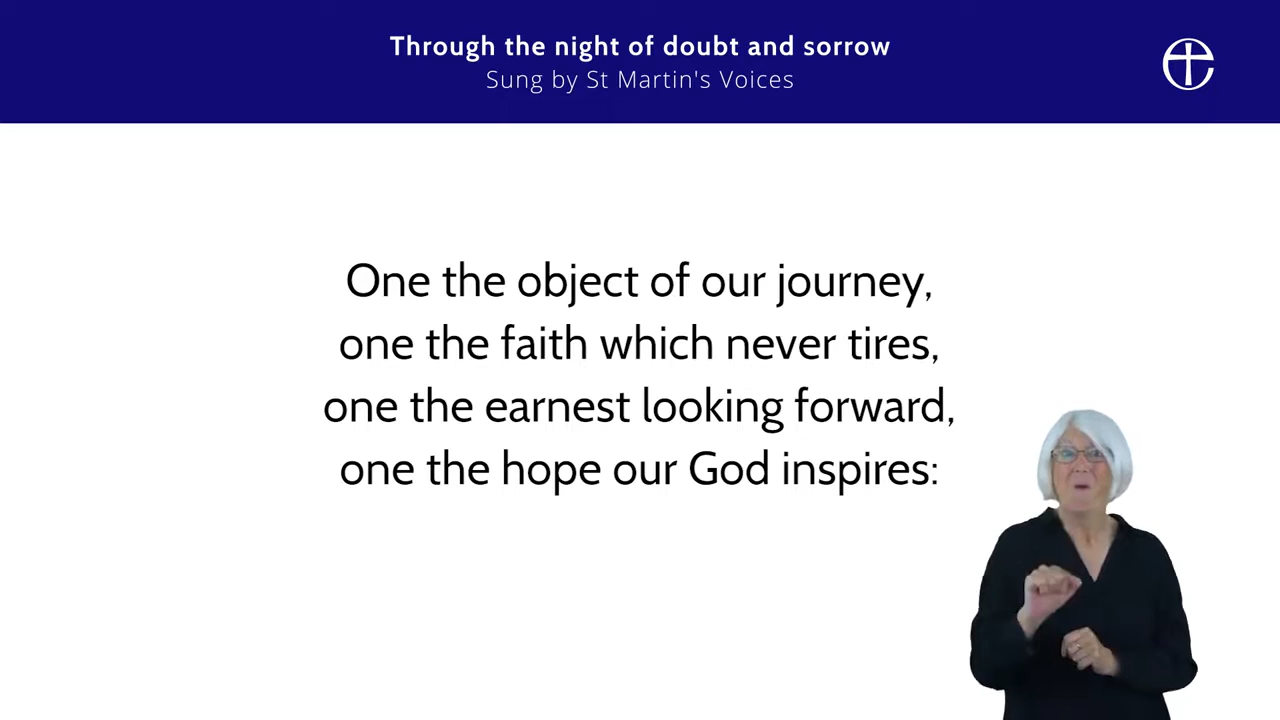 Through the night of doubt and sorrow
Sung by St Martin's Voices
One the object of our journey,
one the faith which never tires,
one the earnest looking forward,
one the hope our God inspires: